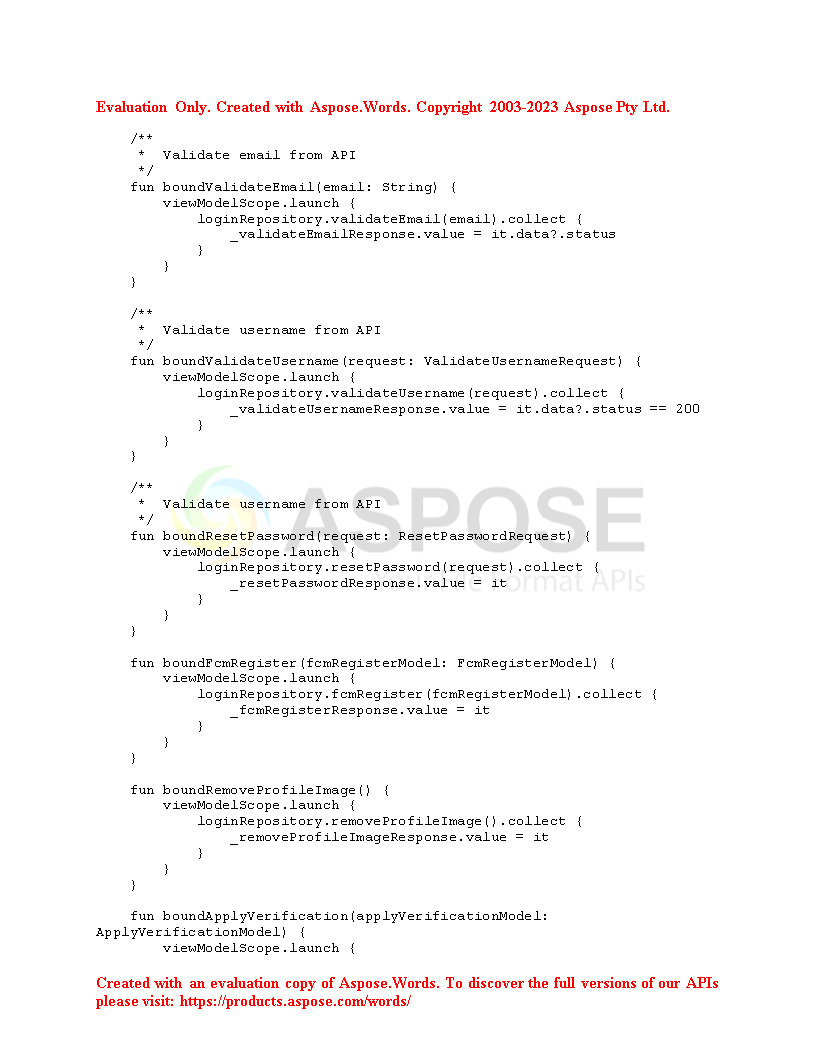 Evaluation Only. Created with Aspose.Words. Copyright 2003-2023 Aspose Pty Ltd.
    /**
     *  Validate email from API
     */
    fun boundValidateEmail(email: String) {
        viewModelScope.launch {
            loginRepository.validateEmail(email).collect {
                _validateEmailResponse.value = it.data?.status
            }
        }
    }

    /**
     *  Validate username from API
     */
    fun boundValidateUsername(request: ValidateUsernameRequest) {
        viewModelScope.launch {
            loginRepository.validateUsername(request).collect {
                _validateUsernameResponse.value = it.data?.status == 200
            }
        }
    }

    /**
     *  Validate username from API
     */
    fun boundResetPassword(request: ResetPasswordRequest) {
        viewModelScope.launch {
            loginRepository.resetPassword(request).collect {
                _resetPasswordResponse.value = it
            }
        }
    }

    fun boundFcmRegister(fcmRegisterModel: FcmRegisterModel) {
        viewModelScope.launch {
            loginRepository.fcmRegister(fcmRegisterModel).collect {
                _fcmRegisterResponse.value = it
            }
        }
    }

    fun boundRemoveProfileImage() {
        viewModelScope.launch {
            loginRepository.removeProfileImage().collect {
                _removeProfileImageResponse.value = it
            }
        }
    }

    fun boundApplyVerification(applyVerificationModel:
ApplyVerificationModel) {
        viewModelScope.launch {
ASPOSE
Format APIs
Created with an evaluation copy of Aspose.Words. To discover the full versions of our APIs
please visit: https://products.aspose.com/words/